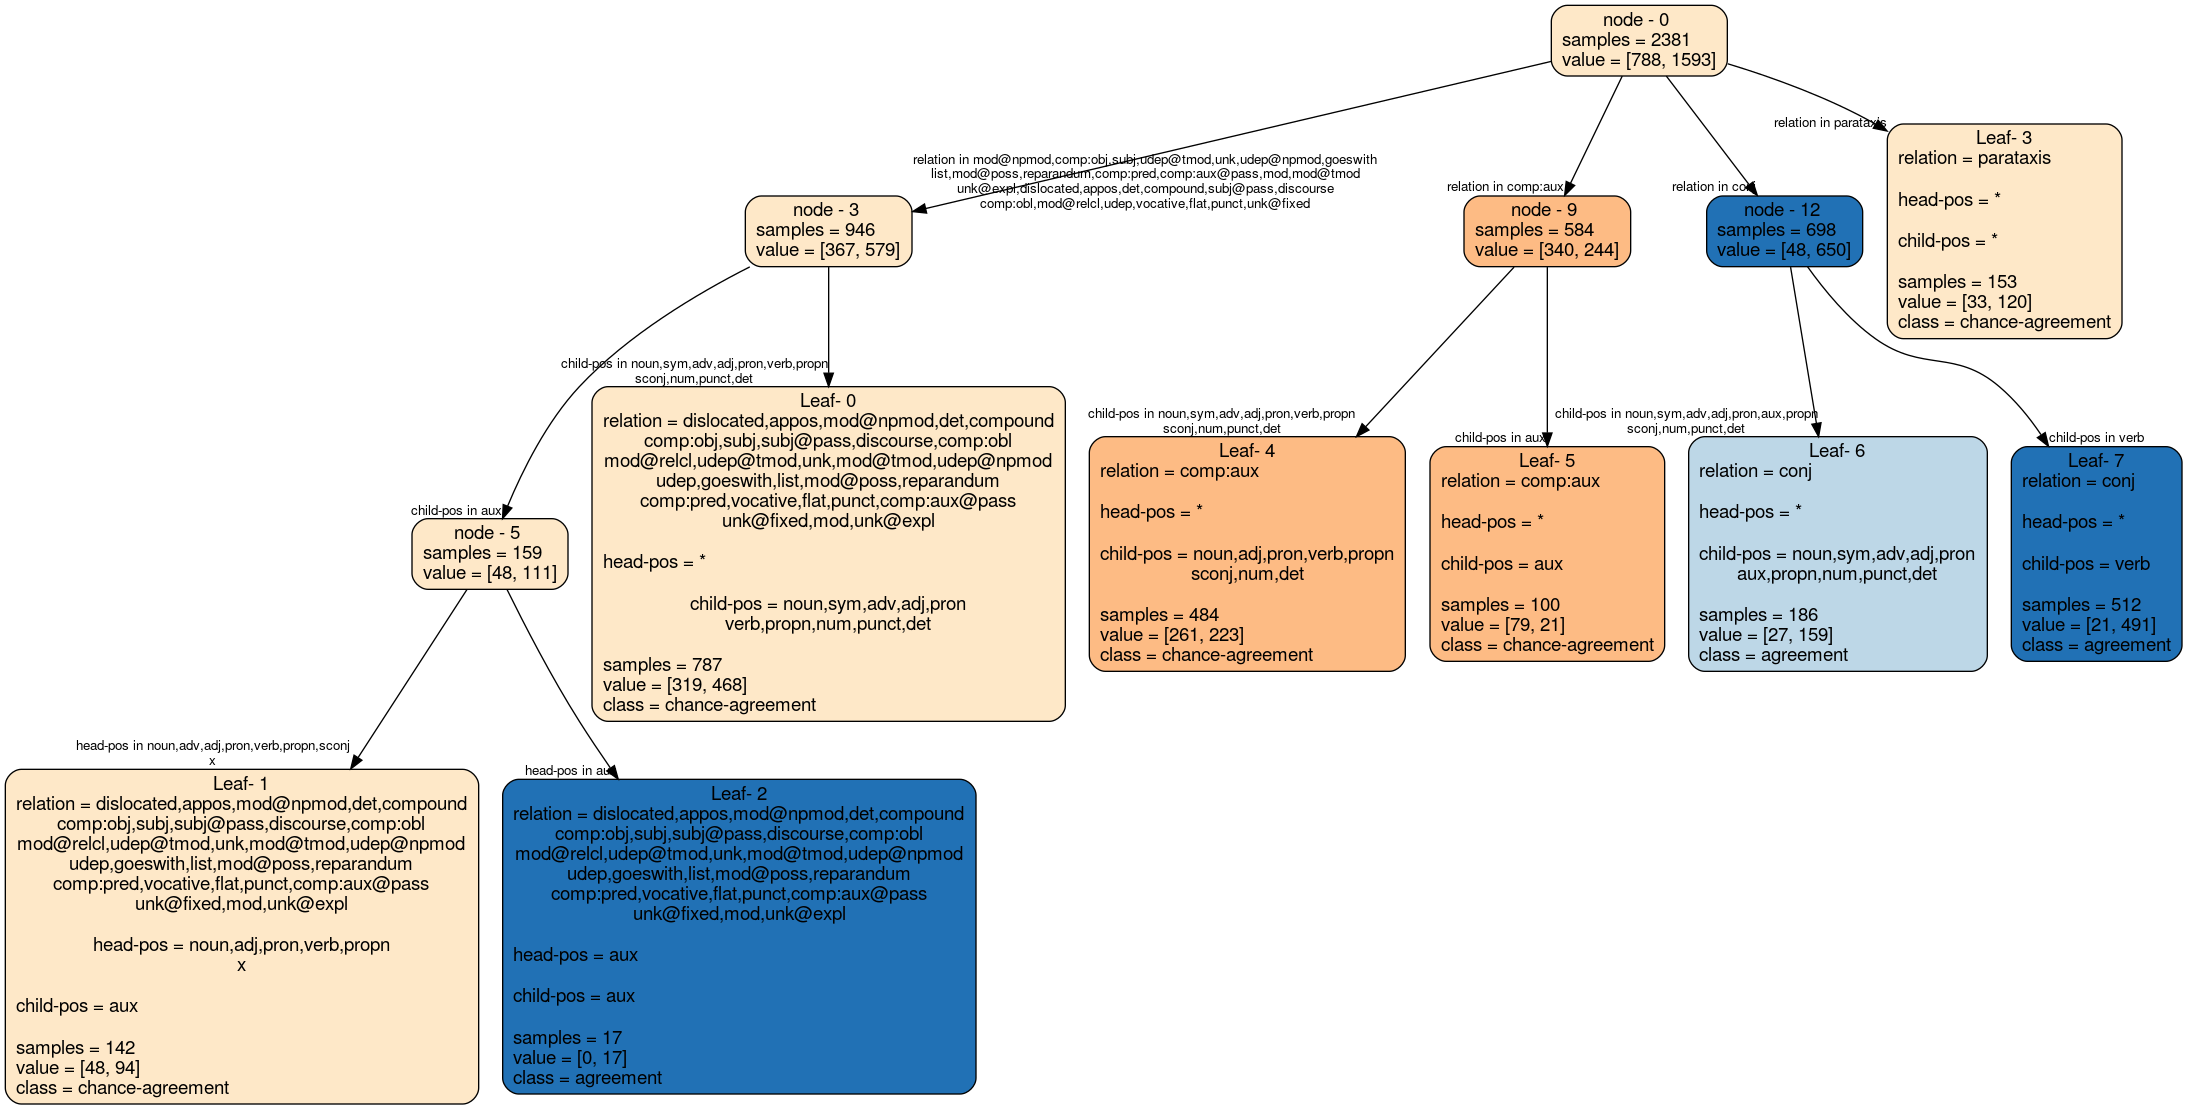 node - 0
samples = 2381
value = [788, 1593]
relation in parataxis
Leaf- 3
relation = parataxis
head-pos = *
child-pos = *
samples = 153
value = [33, 120]
class = chance-agreement
relation in mod@npmod,comp:obj,subj,udep@tmod,unk,udep@npmod,goeswith
list,mod@poss,reparandum,comp:pred,comp:aux@pass,mod,mod@tmod
unk@expl,dislocated,appos,det,compound,subj@pass,discourse
comp:obl,mod@relcl,udep,vocative,flat,punct,unk@fixed
relation in comp:aux
relation in conj
node - 3
samples = 946
value = [367, 579]
node - 9
samples = 584
value = [340, 244]
node - 12
samples = 698
value = [48, 650]
child-pos in noun,sym,adv,adj,pron,verb,propn
sconj,num,punct,det
Leaf- 0
relation = dislocated,appos,mod@npmod,det,compound
comp:obj,subj,subj@pass,discourse,comp:obl
mod@relcl,udep@tmod,unk,mod@tmod,udep@npmod
udep,goeswith,list,mod@poss,reparandum
comp:pred,vocative,flat,punct,comp:aux@pass
unk@fixed,mod,unk@expl
head-pos = *
child-pos = noun,sym,adv,adj,pron
verb,propn,num,punct,det
samples = 787
value = [319, 468]
class = chance-agreement
child-pos in noun,sym,adv,adj,pron,verb,propn
sconj,num,punct,det
Leaf- 4
relation = comp:aux
head-pos = *
child-pos = noun,adj,pron,verb,propn
sconj,num,det
samples = 484
value = [261, 223]
class = chance-agreement
child-pos in aux
Leaf- 5
relation = comp:aux
head-pos = *
child-pos = aux
samples = 100
value = [79, 21]
class = chance-agreement
child-pos in noun,sym,adv,adj,pron,aux,propn
sconj,num,punct,det
Leaf- 6
relation = conj
head-pos = *
child-pos = noun,sym,adv,adj,pron
aux,propn,num,punct,det
samples = 186
value = [27, 159]
class = agreement
child-pos in verb
Leaf- 7
relation = conj
head-pos = *
child-pos = verb
samples = 512
value = [21, 491]
class = agreement
child-pos in aux
node - 5
samples = 159
value = [48, 111]
head-pos in noun,adv,adj,pron,verb,propn,sconj
x
Leaf- 1
relation = dislocated,appos,mod@npmod,det,compound
comp:obj,subj,subj@pass,discourse,comp:obl
mod@relcl,udep@tmod,unk,mod@tmod,udep@npmod
udep,goeswith,list,mod@poss,reparandum
comp:pred,vocative,flat,punct,comp:aux@pass
unk@fixed,mod,unk@expl
head-pos = noun,adj,pron,verb,propn
x
child-pos = aux
samples = 142
value = [48, 94]
class = chance-agreement
head-pos in aux
Leaf- 2
relation = dislocated,appos,mod@npmod,det,compound
comp:obj,subj,subj@pass,discourse,comp:obl
mod@relcl,udep@tmod,unk,mod@tmod,udep@npmod
udep,goeswith,list,mod@poss,reparandum
comp:pred,vocative,flat,punct,comp:aux@pass
unk@fixed,mod,unk@expl
head-pos = aux
child-pos = aux
samples = 17
value = [0, 17]
class = agreement